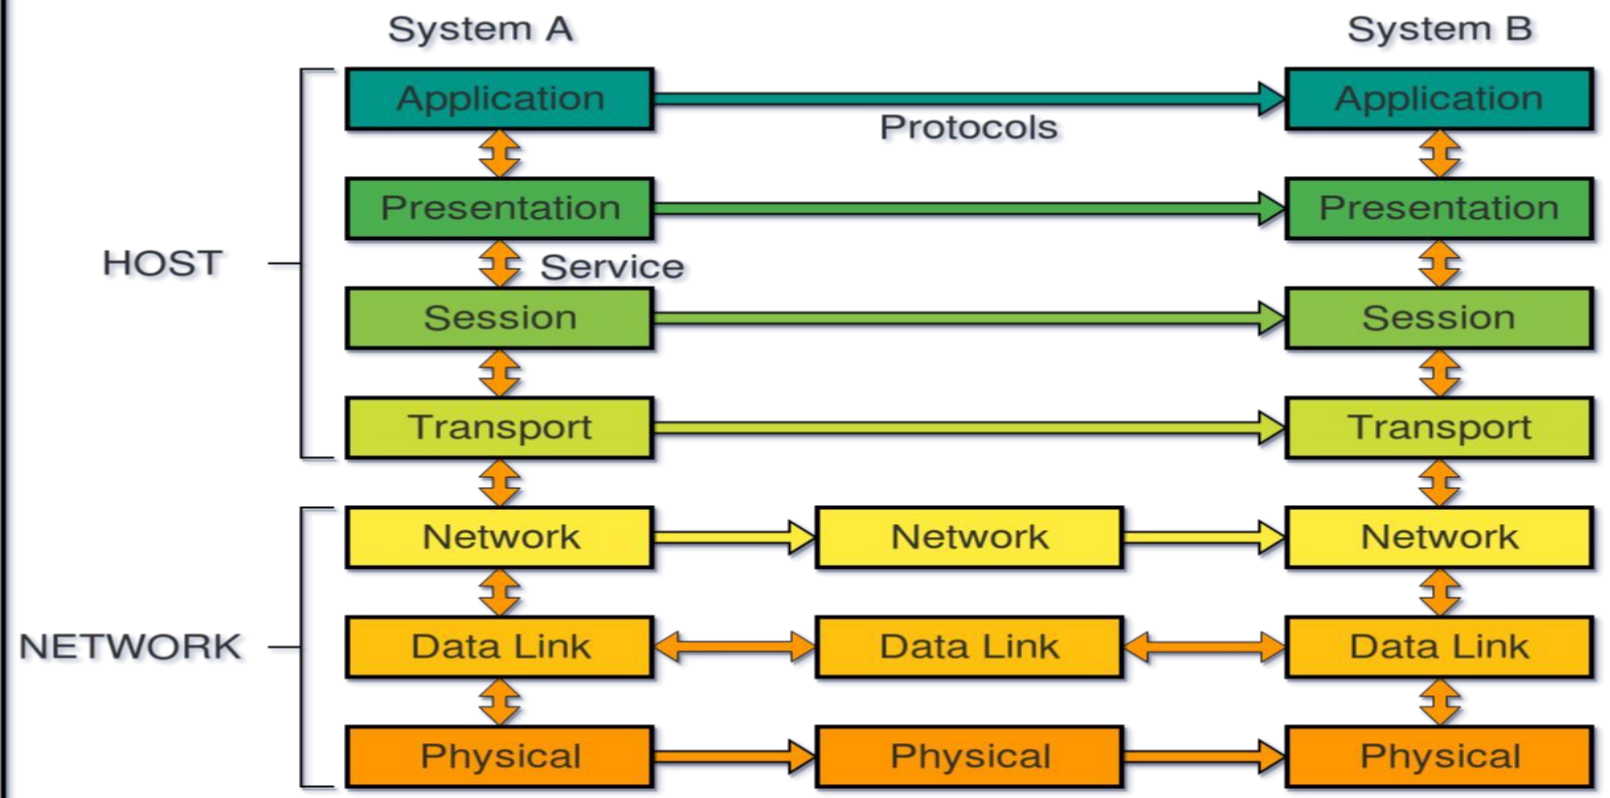 System A
System B
Application
Application
Protocols
Presentation
Presentation
HOST
Service
Session
Session
Transport
Transport
Network
Network
Network
NETWORK
Data Link
Data Link
Data Link
Physical
Physical
Physical